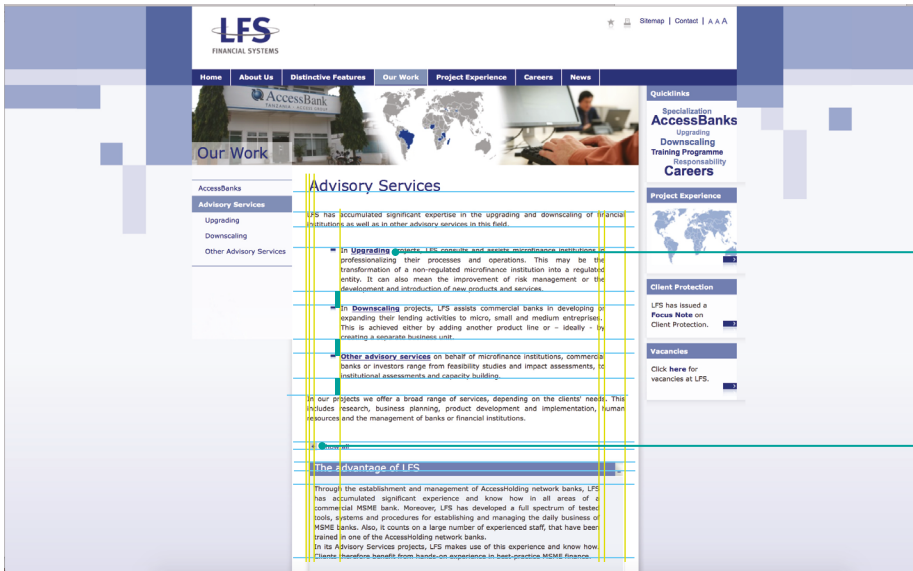 LFS
FINANCIAL SYSTEMS
Sitemap | Contact | A A A
Home About Us Distinctive Features Our Work Project Experience Careers News
AccessBank
TANZANIA
Our Work
AccessBanks
Advisory Services
Upgrading
Downscaling
Other Advisory Services
Advisory Services
LFS has accumulated significant expertise in the upgrading and downscaling of financial
institutions as well as in other advisory services in this field.
In Upgrading projects, LFS consults and assists microfinance institutions in
professionalizing their processes and operations. This may be the
transformation of a non-regulated microfinance institution into a regulated
entity. It can also mean the improvement of risk management or the
development and introduction of new products and services.
In Downscaling projects, LFS assists commercial banks in developing or
expanding their lending activities to micro, small and medium entreprises.
This is achieved either by adding another product line or – ideally – by
creating a separate business unit.
Other advisory services on behalf of microfinance institutions, commercial
banks or investors range from feasibility studies and impact assessments, to
institutional assessments and capacity building.
In our projects we offer a broad range of services, depending on the clients' needs. This
includes research, business planning, product development and implementation, human
resources and the management of banks or financial institutions.
Show all
The advantage of LFS
Through the establishment and management of AccessHolding network banks, LFS
has accumulated significant experience and know how in all areas of a
commercial MSME bank. Moreover, LFS has developed a full spectrum of tested
tools, systems and procedures for establishing and managing the daily business of
MSME banks. Also, it counts on a large number of experienced staff, that have been
trained in one of the AccessHolding network banks.
In its Advisory Services projects, LFS makes use of this experience and know how.
Clients therefore benefit from hands-on experience in best-practice MSME finance.
Quicklinks
Specialization
AccessBanks
Upgrading
Downscaling
Training Programme
Responsability
Careers
Project Experience
Client Protection
LFS has issued a
Focus Note on
Client Protection.
Vacancies
Click here for
vacancies at LFS.